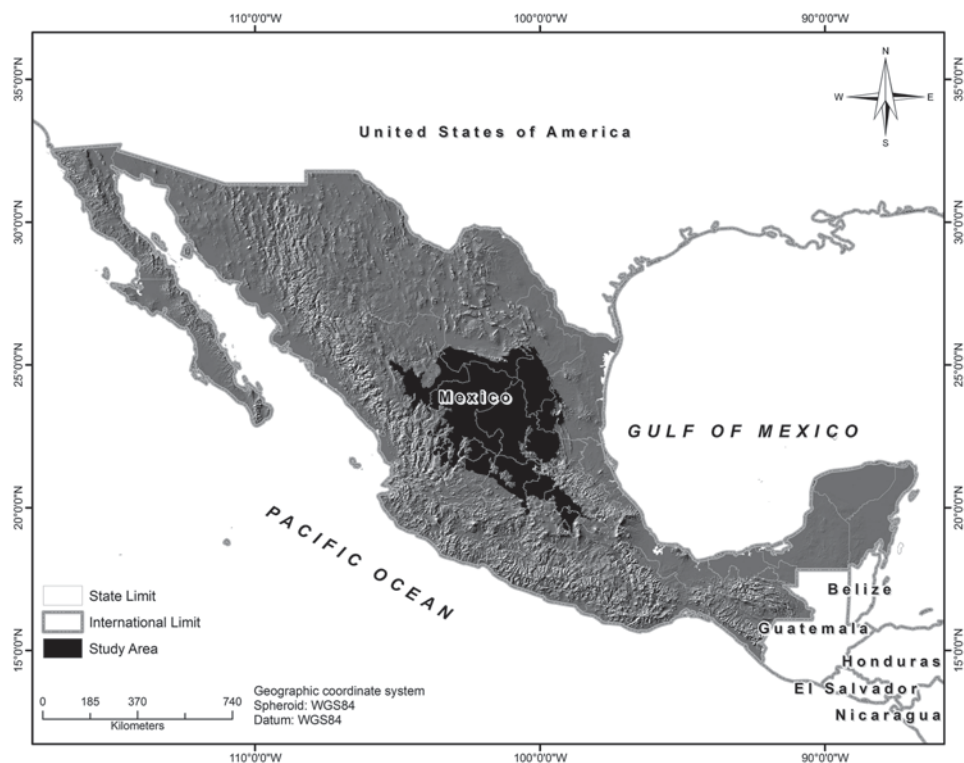 110°0'0"W 100°0'0"W 90°0'0"W
35°0'0"N 35°0'0"N
N
W E
S
United States of America
30°0'0"N 30°0'0"N
25°0'0"N 25°0'0"N
Mexico
GULF OF MEXICO
20°0'0"N 20°0'0"N
PACIFIC OCEAN
Belize
Guatemala
15°0'0"N 15°0'0"N
Honduras
El Salvador
Nicaragua
State Limit
International Limit
Study Area
0 185 370 740
Kilometers
Geographic coordinate system
Spheroid: WGS84
Datum: WGS84
110°0'0"W 100°0'0"W 90°0'0"W